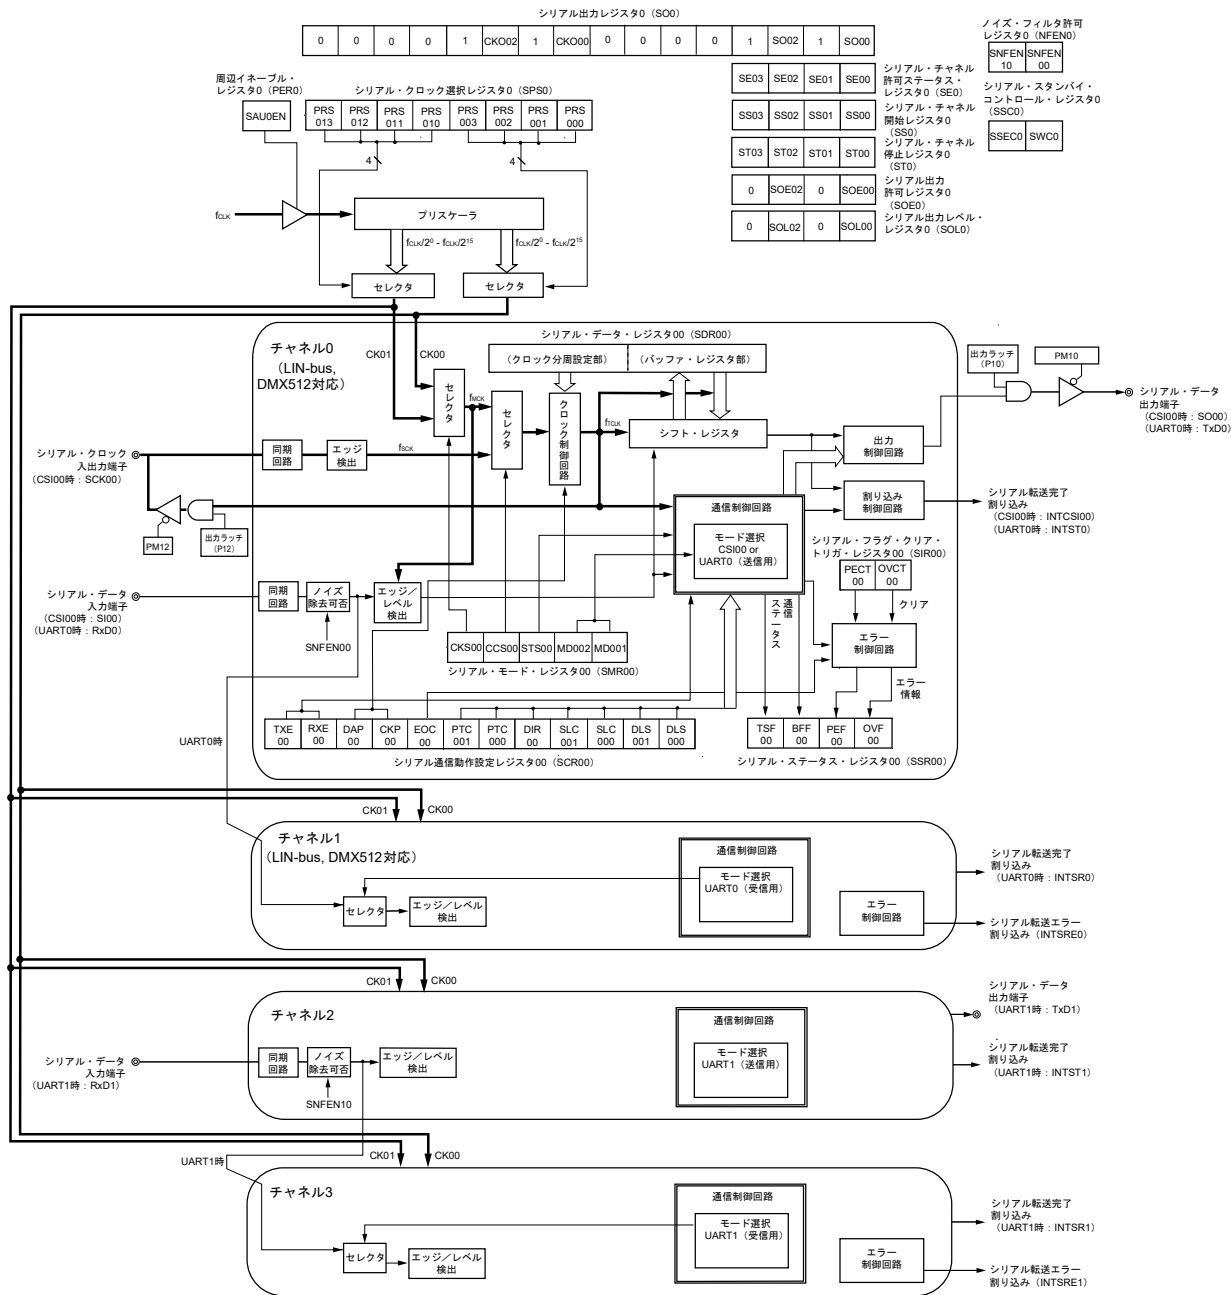 シリアル出力レジスタ0（SO0）
0 0 0 0 1 CKO02 1 CKO00 0 0 0 0 1 SO02 1 SO00
ノイズ・フィルタ許可
レジスタ0（NFEN0）
SNFEN
10
SNFEN
00
周辺イネーブル・
レジスタ0（PER0）
SAU0EN
シリアル・クロック選択レジスタ0（SPS0）
PRS
013
PRS
012
PRS
011
PRS
010
PRS
003
PRS
002
PRS
001
PRS
000
4
4
SE03 SE02 SE01 SE00
シリアル・チャネル
許可ステータス・
レジスタ0（SE0）
SS03 SS02 SS01 SS00
シリアル・チャネル
開始レジスタ0
（SS0）
ST03 ST02 ST01 ST00
シリアル・チャネル
停止レジスタ0
（ST0）
0 SOE02 0 SOE00
シリアル出力
許可レジスタ0
（SOE0）
0 SOL02 0 SOL00
シリアル出力レベル・
レジスタ0（SOL0）
シリアル・スタンバイ・
コントロール・レジスタ0
（SSC0）
SSEC0 SWC0
fCLK
プリスケーラ
fCLK/2⁰ - fCLK/2¹⁵
fCLK/2⁰ - fCLK/2¹⁵
セレクタ
セレクタ
チャネル0
（LIN-bus,
DMX512対応）
CK01
CK00
シリアル・データ・レジスタ00（SDR00）
（クロック分周設定部）
（バッファ・レジスタ部）
セレクタ
fMCK
セレクタ
クロック制御回路
fTCLK
シフト・レジスタ
出力
制御回路
出力ラッチ
（P10）
PM10
シリアル・データ
出力端子
（CSI00時：SO00）
（UART0時：TxD0）
シリアル・クロック
入出力端子
（CSI00時：SCK00）
同期
回路
エッジ
検出
fSCK
PM12
出力ラッチ
（P12）
通信制御回路
モード選択
CSI00 or
UART0（送信用）
割り込み
制御回路
シリアル転送完了
割り込み
（CSI00時：INTCSI00）
（UART0時：INTST0）
シリアル・フラグ・クリア・
トリガ・レジスタ00（SIR00）
PECT
00
OVCT
00
クリア
シリアル・データ
入力端子
（CSI00時：SI00）
（UART0時：RxD0）
同期
回路
ノイズ
除去可否
エッジ／
レベル
検出
SNFEN00
通信
ステータス
エラー
制御回路
エラー
情報
CKS00 CCS00 STS00 MD002 MD001
シリアル・モード・レジスタ00（SMR00）
TXE
00
RXE
00
DAP
00
CKP
00
EOC
00
PTC
001
PTC
000
DIR
00
SLC
001
SLC
000
DLS
001
DLS
000
シリアル通信動作設定レジスタ00（SCR00）
TSF
00
BFF
00
PEF
00
OVF
00
シリアル・ステータス・レジスタ00（SSR00）
UART0時
CK01
CK00
チャネル1
（LIN-bus, DMX512対応）
通信制御回路
モード選択
UART0（受信用）
セレクタ
エッジ／レベル
検出
エラー
制御回路
シリアル転送完了
割り込み
（UART0時：INTSR0）
シリアル転送エラー
割り込み（INTSRE0）
CK01
CK00
チャネル2
通信制御回路
モード選択
UART1（送信用）
シリアル・データ
出力端子
（UART1時：TxD1）
シリアル転送完了
割り込み
（UART1時：INTST1）
シリアル・データ
入力端子
（UART1時：RxD1）
同期
回路
ノイズ
除去可否
エッジ／レベル
検出
SNFEN10
UART1時
CK01
CK00
チャネル3
通信制御回路
モード選択
UART1（受信用）
セレクタ
エッジ／レベル
検出
エラー
制御回路
シリアル転送完了
割り込み
（UART1時：INTSR1）
シリアル転送エラー
割り込み（INTSRE1）